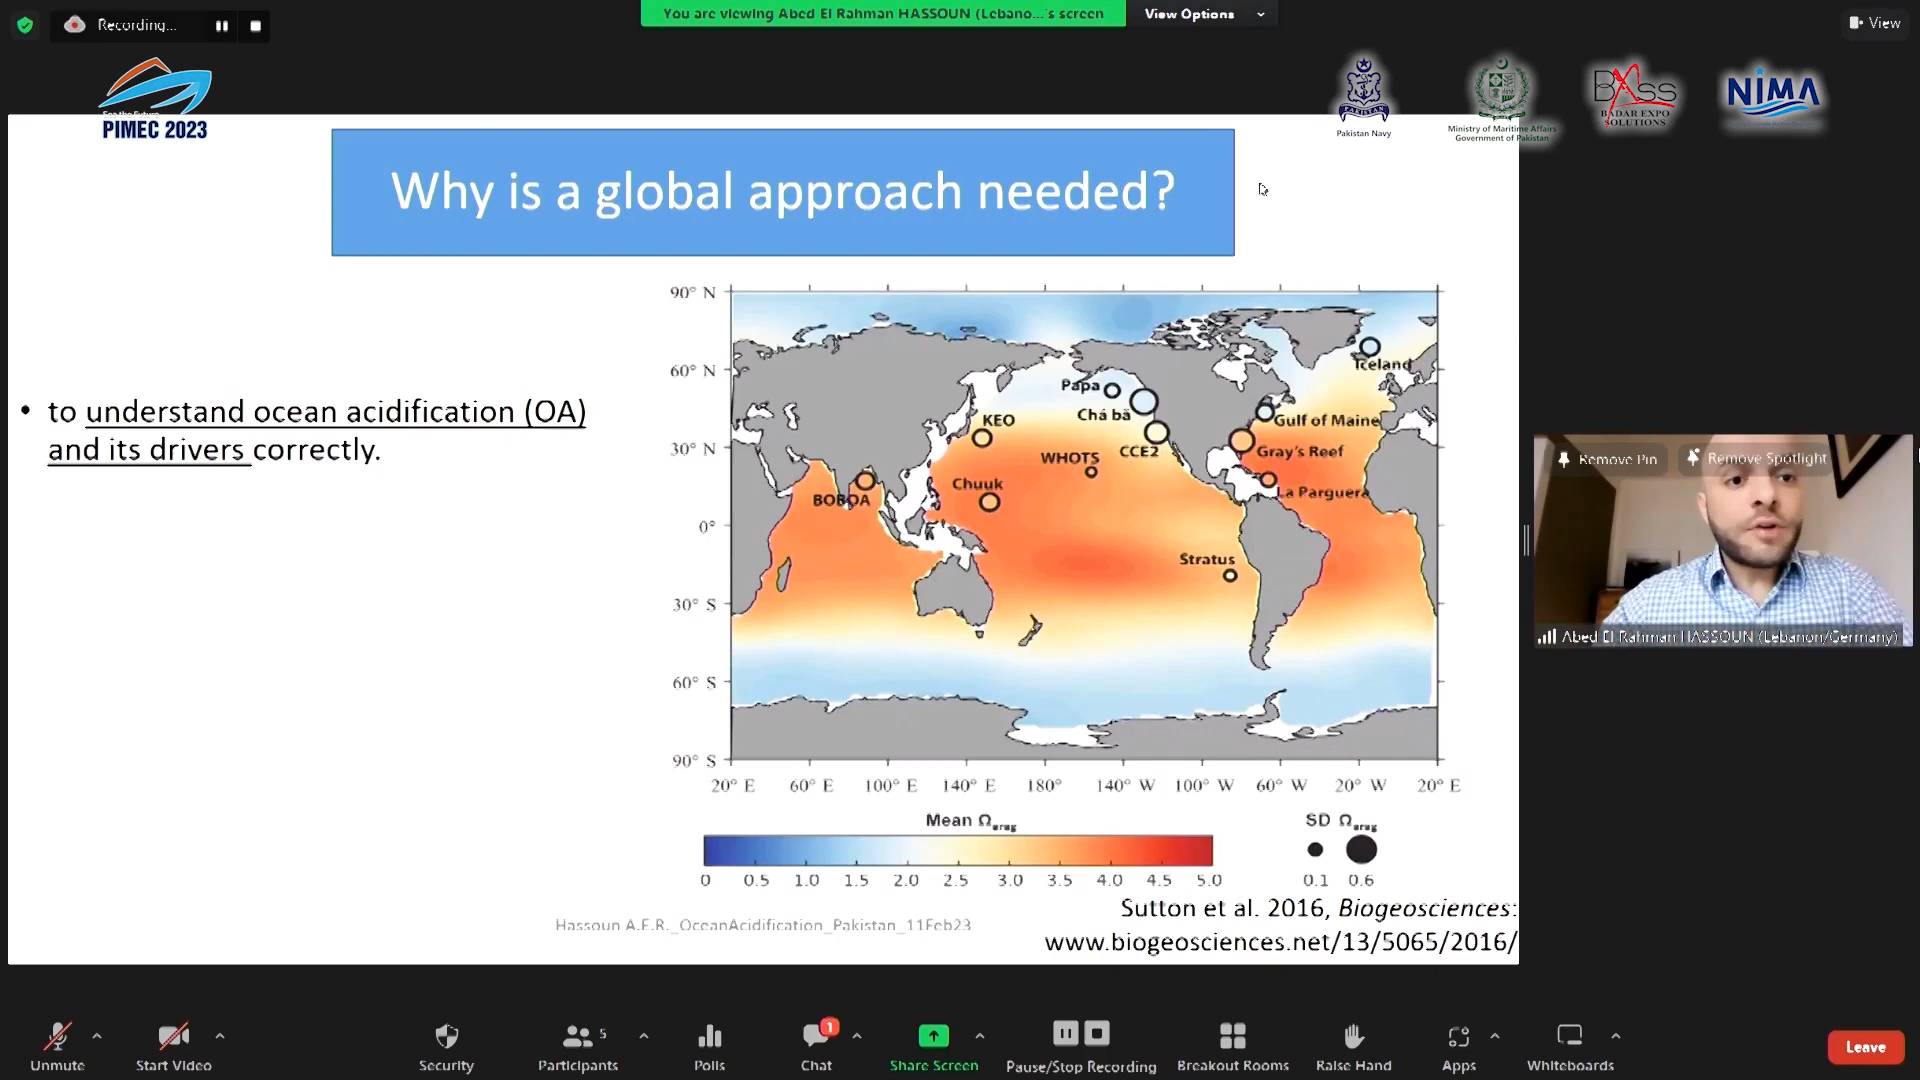 Recording...
You are viewing Abed El Rahman HASSOUN (Lebano...'s screen
View Options
View
PIMEC 2023
PAKISTAN
Pakistan Navy
Ministry of Maritime Affairs
Government of Pakistan
BXSS
BADAR EXPO
SOLUTIONS
NIMA
Why is a global approach needed?
• to understand ocean acidification (OA)
and its drivers correctly.
90° N
60° N
30° N
0°
30° S
60° S
90° S
Iceland
Papa
Chá bă
KEO
Gulf of Maine
CCE2
Gray's Reef
WHOTS
Chuuk
La Parguera
BOBOA
Stratus
20° E 60° E 100° E 140° E 180° 140° W 100° W 60° W 20° W 20° E
Mean Ωarag
0 0.5 1.0 1.5 2.0 2.5 3.0 3.5 4.0 4.5 5.0
SD Ωarag
0.1 0.6
Sutton et al. 2016, Biogeosciences:
www.biogeosciences.net/13/5065/2016/
Hassoun A.E.R._OceanAcidification_Pakistan_11Feb23
Remove Pin
Remove Spotlight
Abed El Rahman HASSOUN (Lebanon/Germany)
Unmute
Start Video
Security
Participants
5
Polls
Chat
1
Share Screen
Pause/Stop Recording
Breakout Rooms
Raise Hand
Apps
Whiteboards
Leave